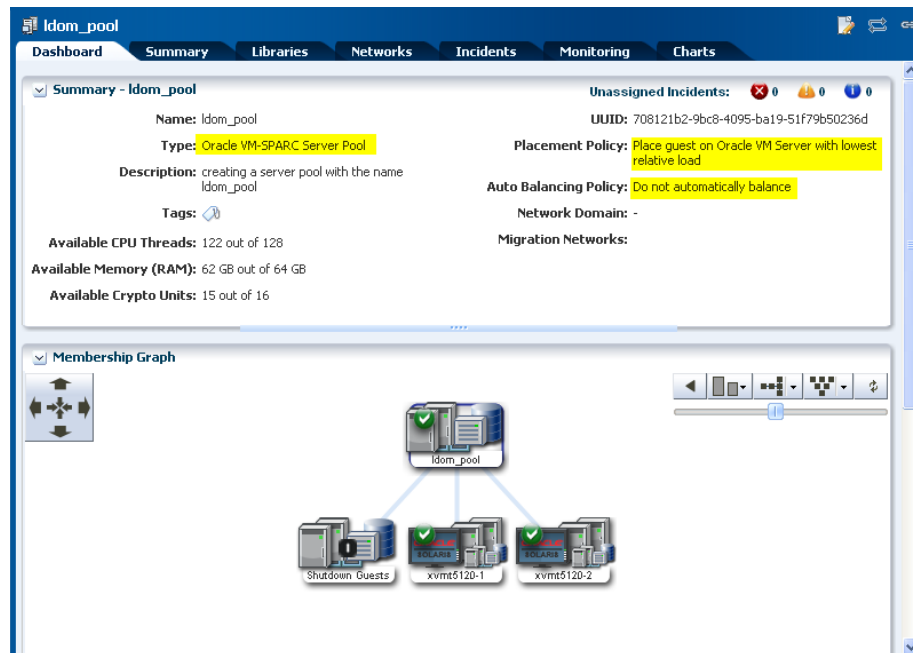 ldom_pool
Dashboard Summary Libraries Networks Incidents Monitoring Charts
Summary - ldom_pool
Unassigned Incidents: 0 0 0
Name: ldom_pool
UUID: 708121b2-9bc8-4095-ba19-51f79b50236d
Type: Oracle VM-SPARC Server Pool
Placement Policy: Place guest on Oracle VM Server with lowest
relative load
Description: creating a server pool with the name
ldom_pool
Auto Balancing Policy: Do not automatically balance
Tags:
Network Domain: -
Available CPU Threads: 122 out of 128
Migration Networks:
Available Memory (RAM): 62 GB out of 64 GB
Available Crypto Units: 15 out of 16
Membership Graph
ldom_pool
Shutdown Guests
xvmt5120-1
xvmt5120-2